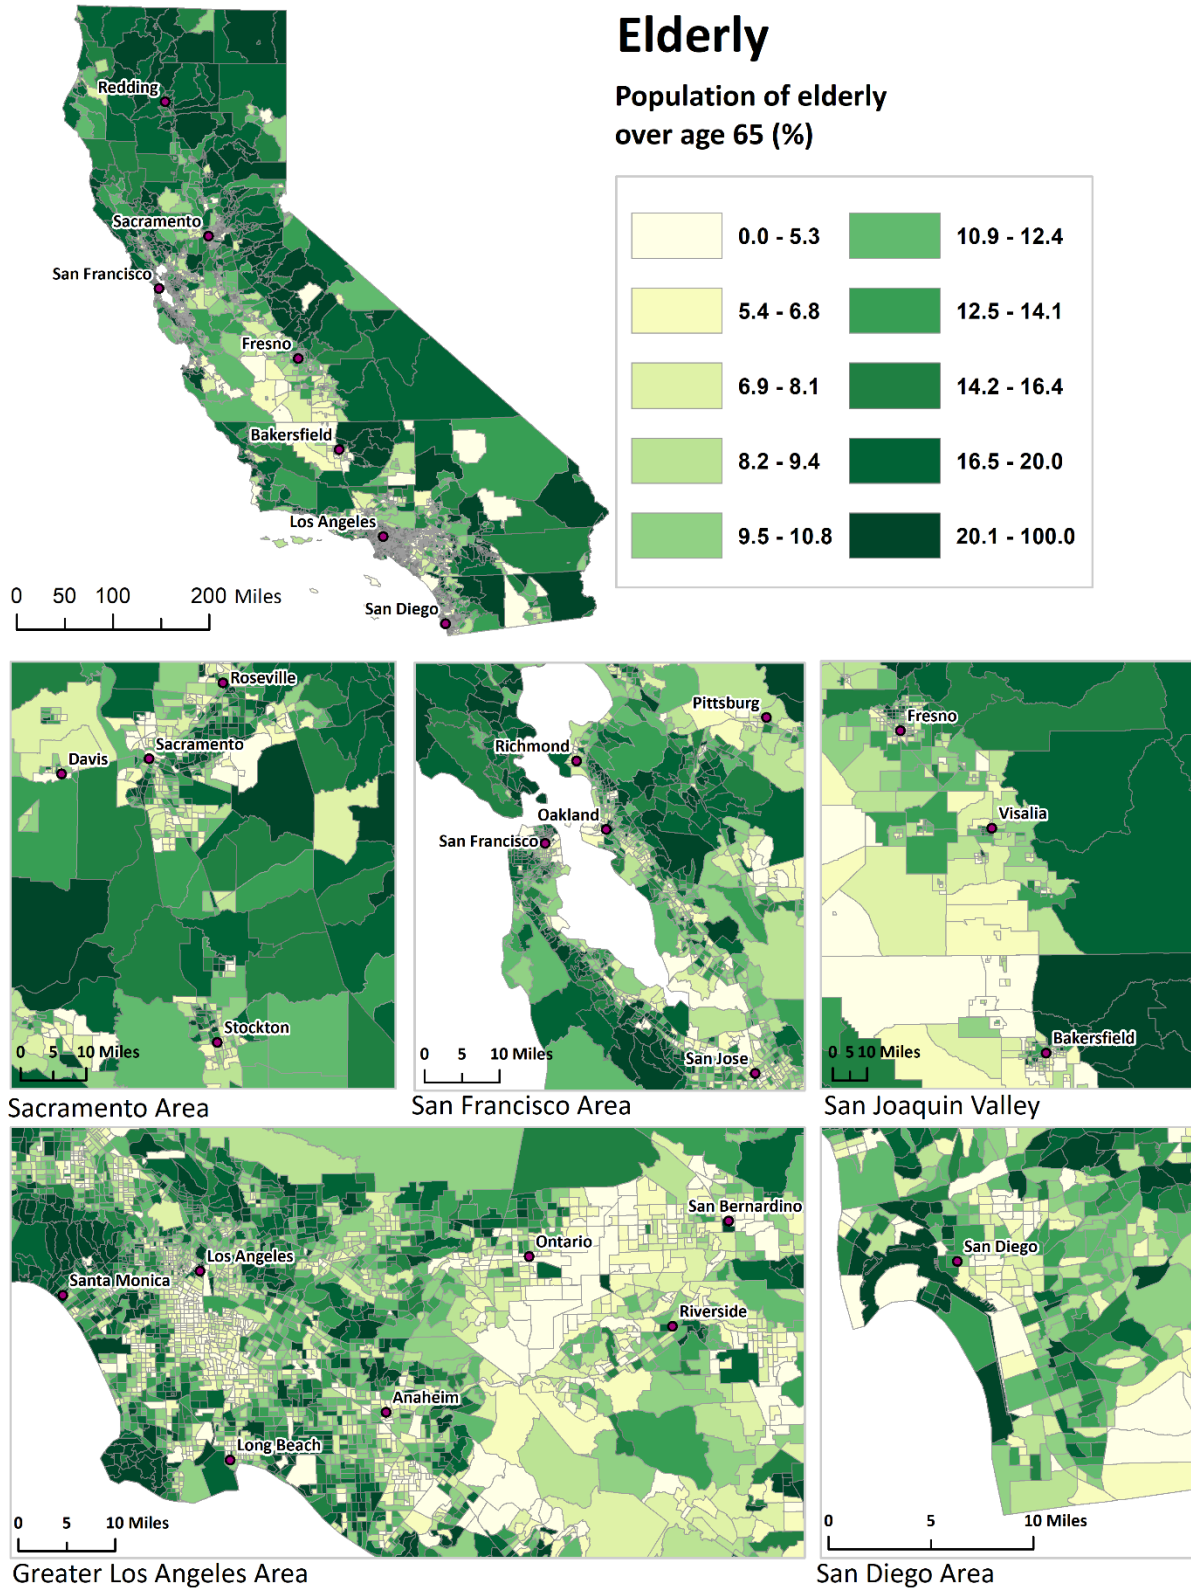 Elderly
Population of elderly
over age 65 (%)
0.0 - 5.3
10.9 - 12.4
5.4 - 6.8
12.5 - 14.1
6.9 - 8.1
14.2 - 16.4
8.2 - 9.4
16.5 - 20.0
9.5 - 10.8
20.1 - 100.0
Redding
Sacramento
San Francisco
Fresno
Bakersfield
Los Angeles
San Diego
0 50 100 200 Miles
Roseville
Sacramento
Davis
Stockton
0 5 10 Miles
Sacramento Area
Pittsburg
Richmond
Oakland
San Francisco
San Jose
0 5 10 Miles
San Francisco Area
Fresno
Visalia
Bakersfield
0 5 10 Miles
San Joaquin Valley
San Bernardino
Ontario
Los Angeles
Santa Monica
Riverside
Anaheim
Long Beach
0 5 10 Miles
Greater Los Angeles Area
San Diego
0 5 10 Miles
San Diego Area